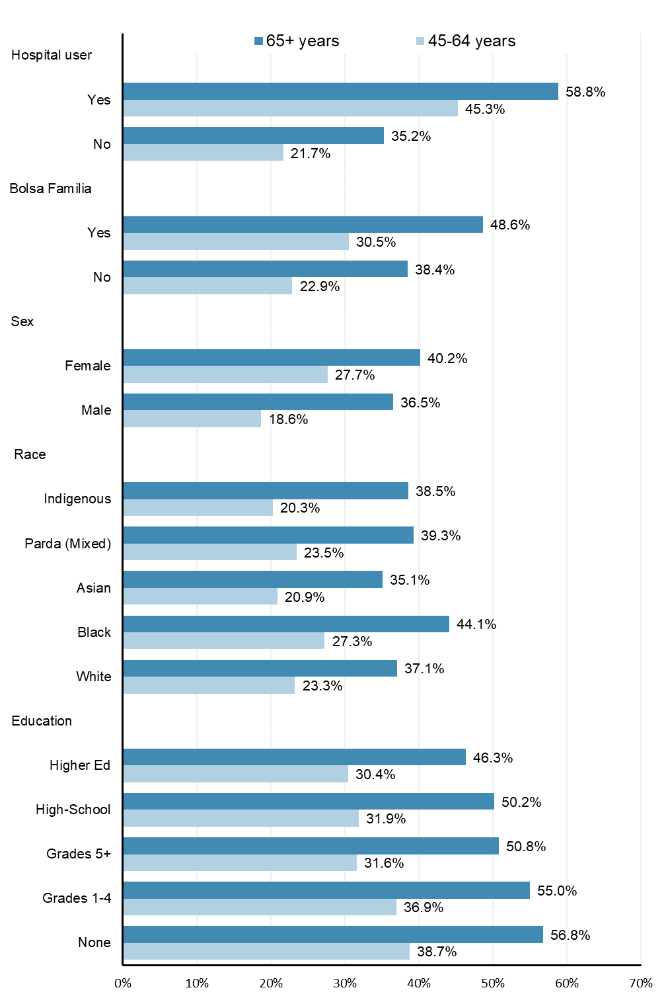 65+ years 45-64 years
Hospital user
Yes 58.8%
45.3%
No 35.2%
21.7%
Bolsa Familia
Yes 48.6%
30.5%
No 38.4%
22.9%
Sex
Female 40.2%
27.7%
Male 36.5%
18.6%
Race
Indigenous 38.5%
20.3%
Parda (Mixed) 39.3%
23.5%
Asian 35.1%
20.9%
Black 44.1%
27.3%
White 37.1%
23.3%
Education
Higher Ed 46.3%
30.4%
High-School 50.2%
31.9%
Grades 5+ 50.8%
31.6%
Grades 1-4 55.0%
36.9%
None 56.8%
38.7%
0% 10% 20% 30% 40% 50% 60% 70%